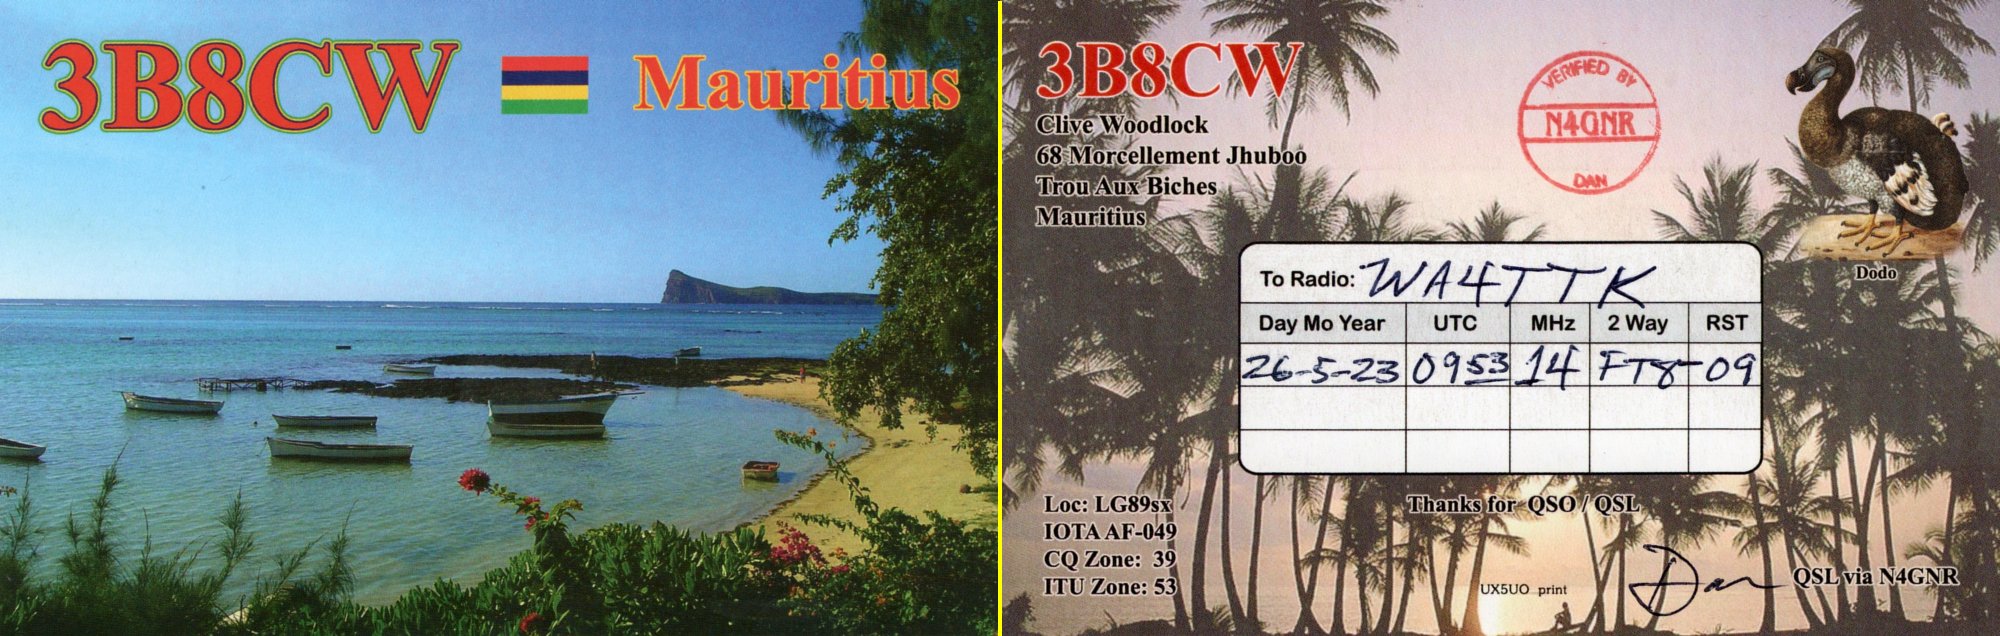 3B8CW Mauritius
3B8CW
Clive Woodlock
68 Morcellement Jhuboo
Trou Aux Biches
Mauritius
VERIFIED BY
N4GNR
DAN
Dodo
To Radio: WA4TTK
Day Mo Year UTC MHz 2 Way RST
26-5-23 0953 14 FT8 -09
Loc: LG89sx
IOTA AF-049
CQ Zone: 39
ITU Zone: 53
Thanks for QSO / QSL
UX5UO print
Dan
QSL via N4GNR